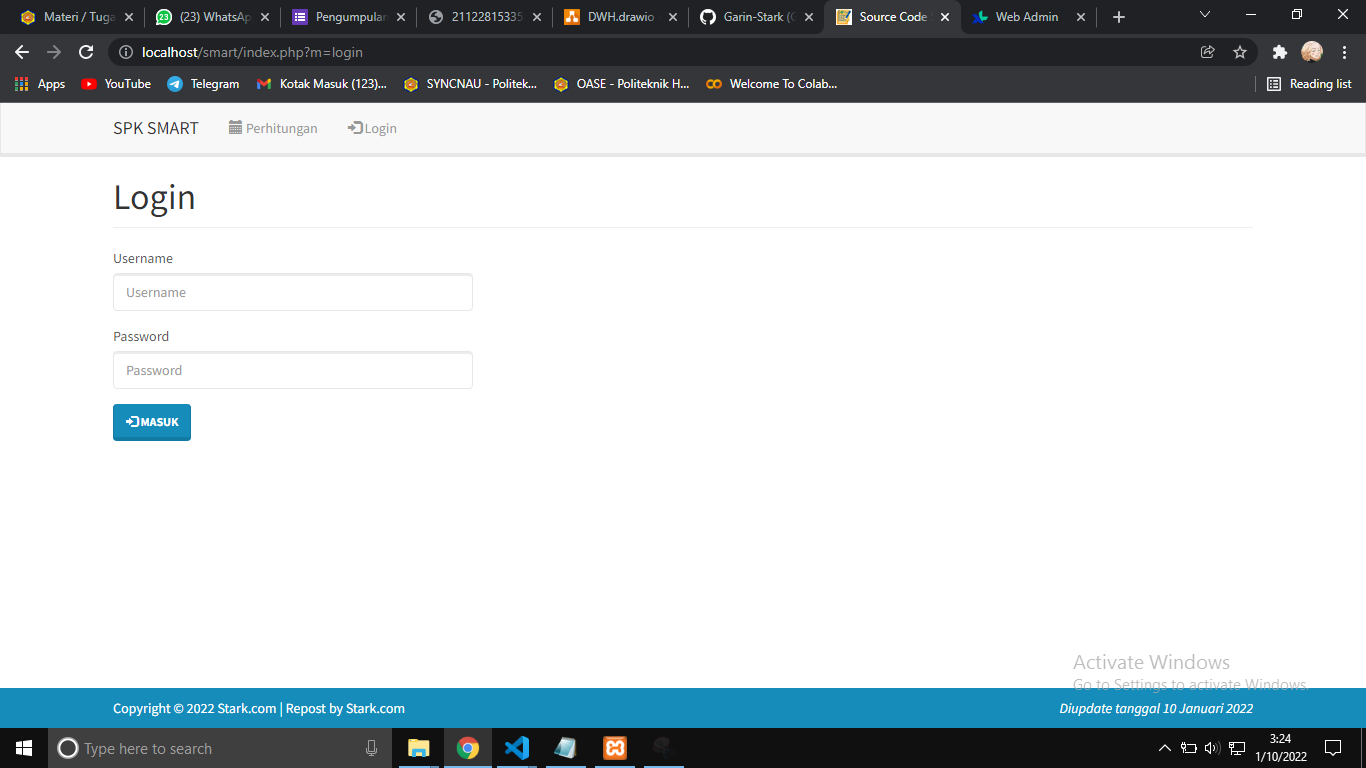 Materi / Tuga
(23) WhatsAp
Pengumpulan
21122815335
DWH.drawio
Garin-Stark (G
Source Code
Web Admin
localhost/smart/index.php?m=login
Apps
YouTube
Telegram
Kotak Masuk (123)...
SYNCNAU - Politek...
OASE - Politeknik H...
Welcome To Colab...
Reading list
SPK SMART
Perhitungan
Login
Login
Username
Username
Password
Password
MASUK
Activate Windows
Go to Settings to activate Windows.
Copyright © 2022 Stark.com | Repost by Stark.com
Diupdate tanggal 10 Januari 2022
Type here to search
3:24
1/10/2022